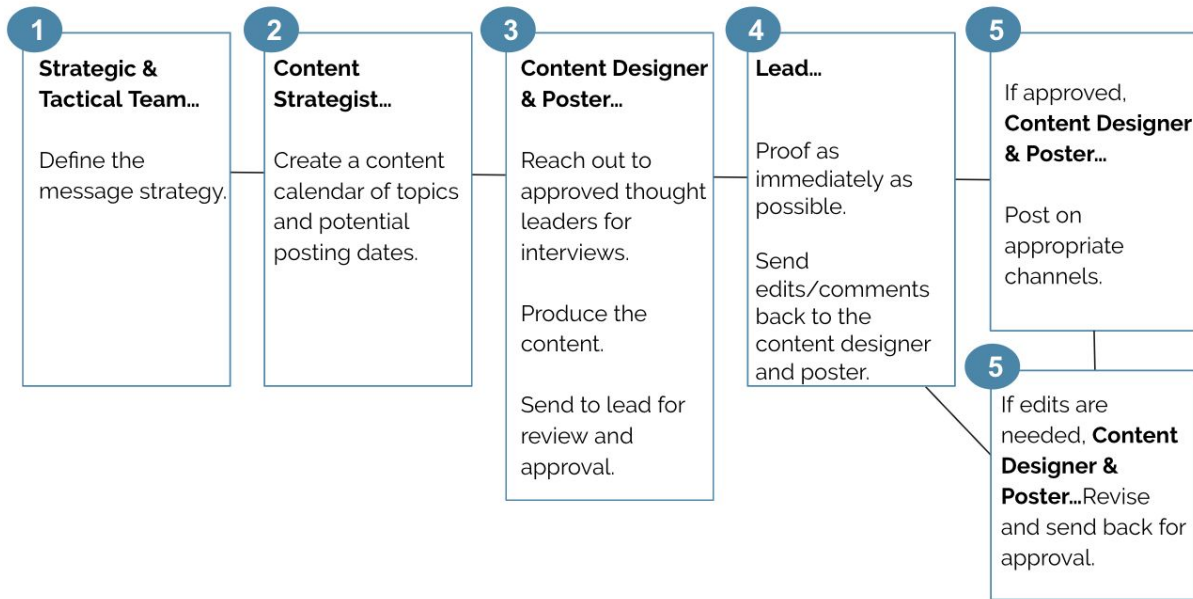 1
Strategic &
Tactical Team...
Define the
message strategy.
2
Content
Strategist...
Create a content
calendar of topics
and potential
posting dates.
3
Content Designer
& Poster...
Reach out to
approved thought
leaders for
interviews.
Produce the
content.
Send to lead for
review and
approval.
4
Lead...
Proof as
immediately as
possible.
Send
edits/comments
back to the
content designer
and poster.
5
If approved,
Content Designer
& Poster...
Post on
appropriate
channels.
5
If edits are
needed, Content
Designer &
Poster...Revise
and send back for
approval.